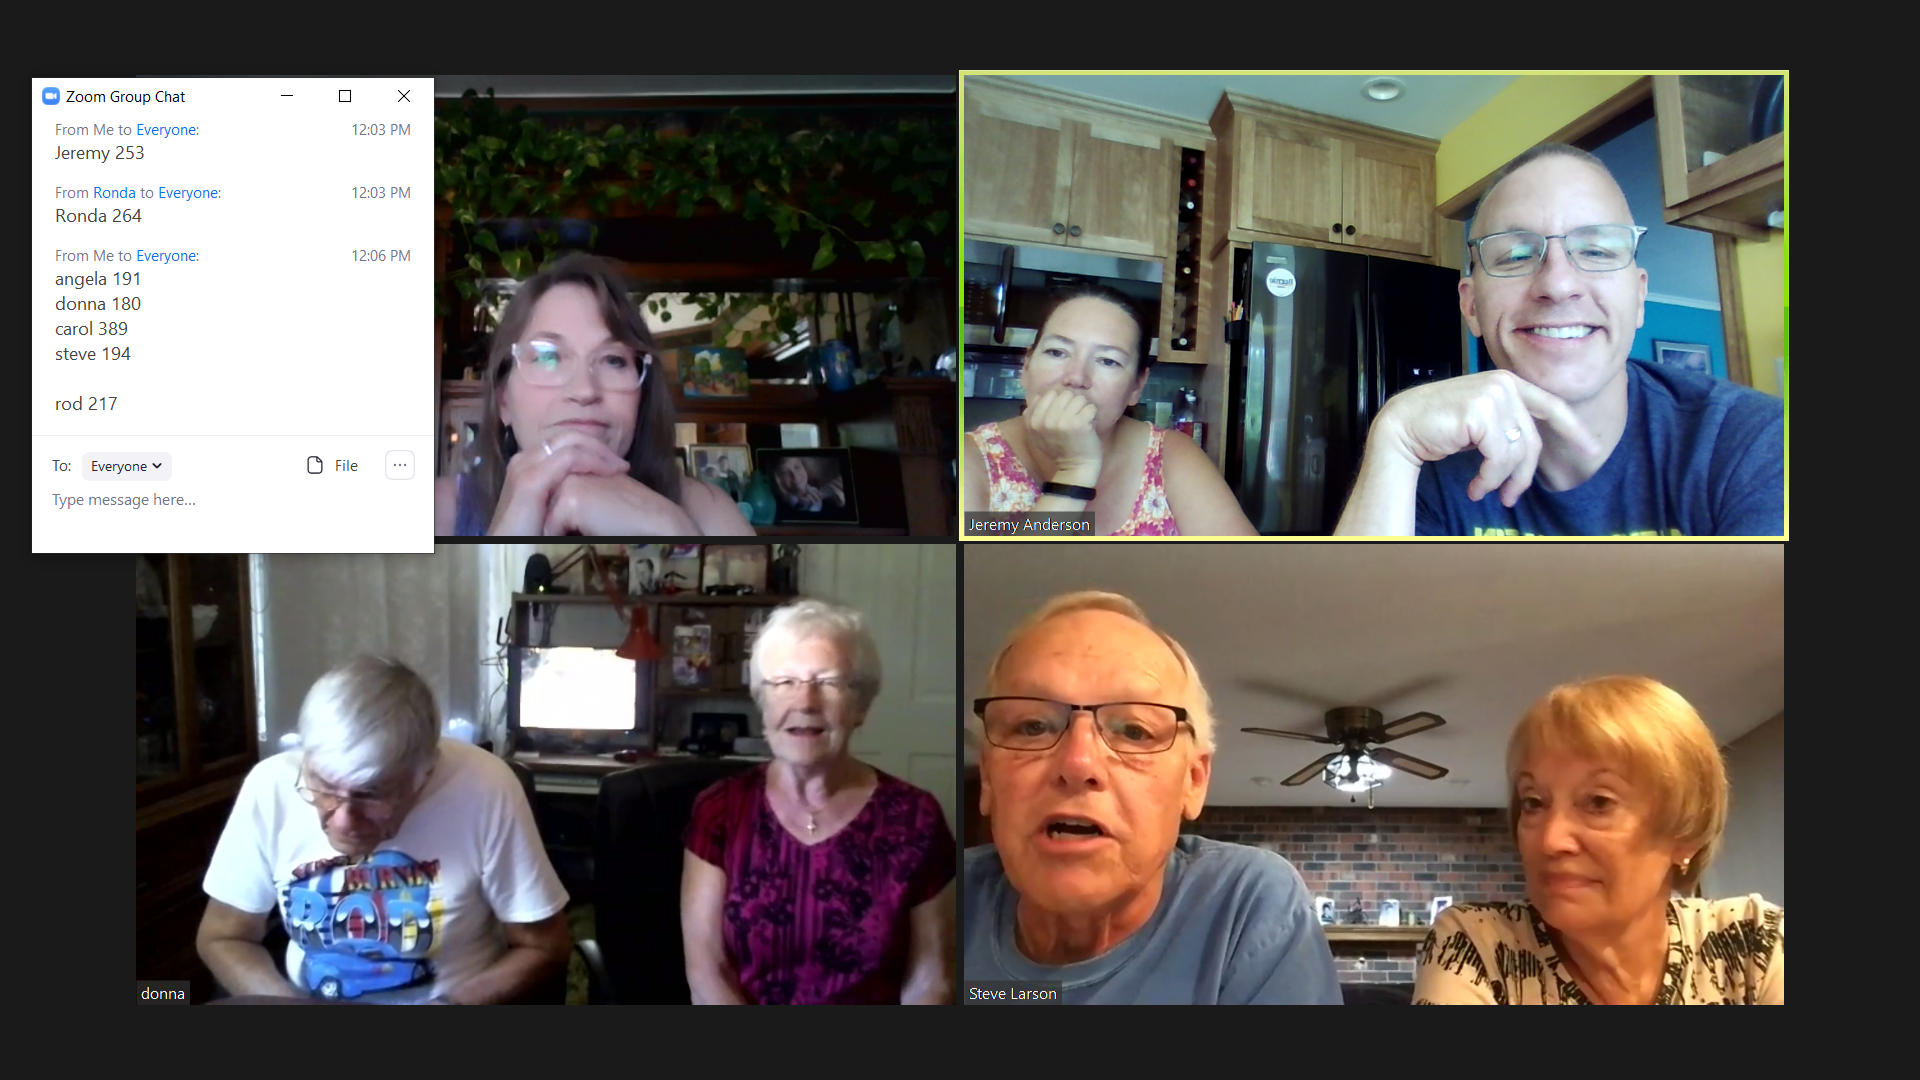 Zoom Group Chat
From Me to Everyone: 12:03 PM
Jeremy 253
From Ronda to Everyone: 12:03 PM
Ronda 264
From Me to Everyone: 12:06 PM
angela 191
donna 180
carol 389
steve 194
rod 217
To: Everyone File ...
Type message here...
Jeremy Anderson
BURNIN'
donna
Steve Larson